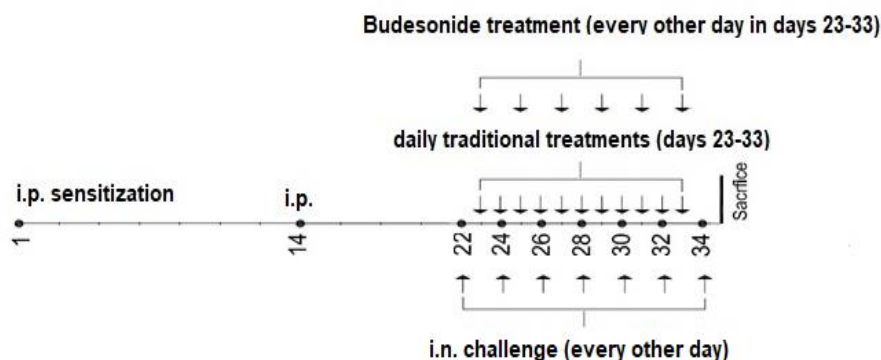 Budesonide treatment (every other day in days 23-33)
daily traditional treatments (days 23-33)
i.p. sensitization
i.p.
Sacrfice
1
14
22
24
26
28
30
32
34
i.n. challenge (every other day)